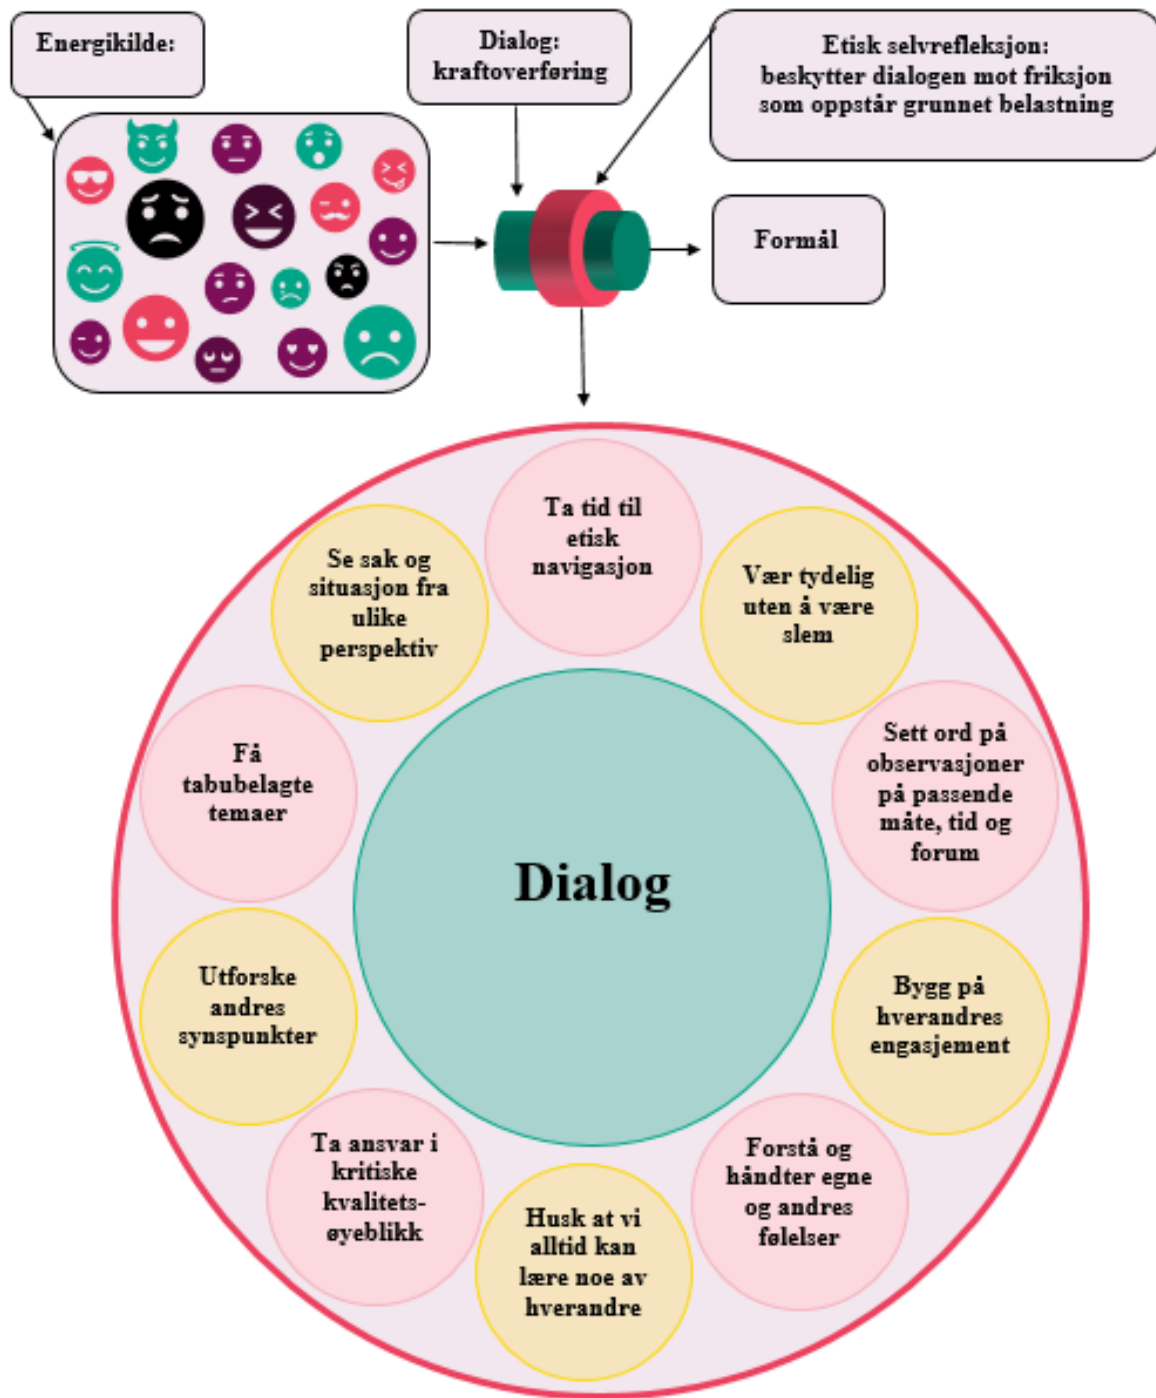 Energikilde:
Dialog:
kraftoverføring
Etisk selvrefleksjon:
beskytter dialogen mot friksjon
som oppstår grunnet belastning
Formål
Ta tid til
etisk
navigasjon
Vær tydelig
uten å være
slem
Sett ord på
observasjoner
på passende
måte, tid og
forum
Bygg på
hverandres
engasjement
Forstå og
håndter egne
og andres
følelser
Husk at vi
alltid kan
lære noe av
hverandre
Ta ansvar i
kritiske
kvalitets-
øyeblikk
Utforske
andres
synspunkter
Få
tabubelagte
temaer
Se sak og
situasjon fra
ulike
perspektiv
Dialog